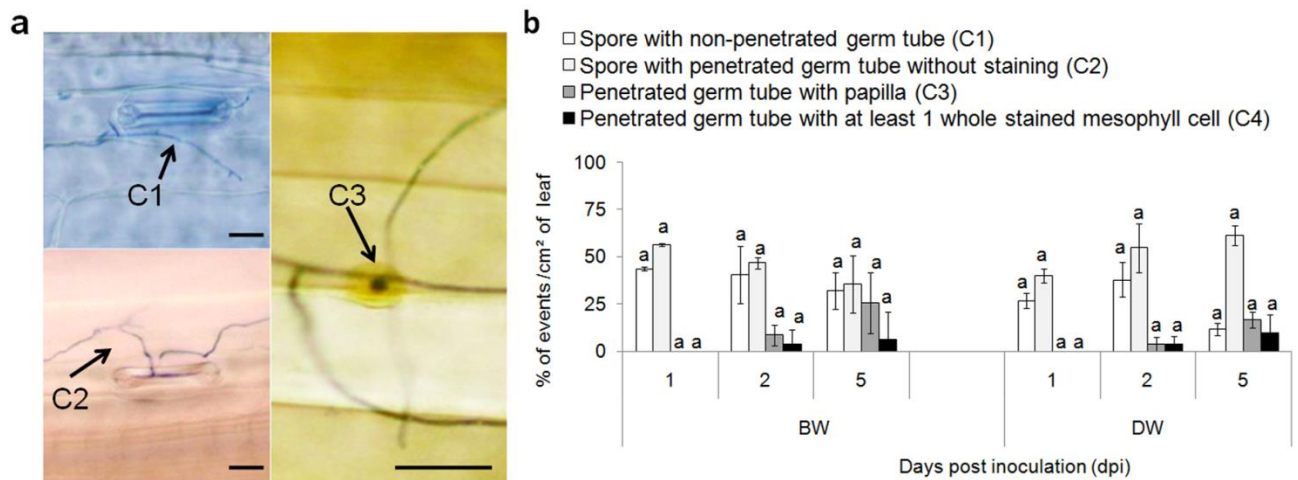 a
C1
C2
C3
b
Spore with non-penetrated germ tube (C1)
Spore with penetrated germ tube without staining (C2)
Penetrated germ tube with papilla (C3)
Penetrated germ tube with at least 1 whole stained mesophyll cell (C4)
% of events /cm² of leaf
100
75
50
25
0
a a a a
a a a a
a a a a
a a a a
a a a a
a a a a
1 2 5 1 2 5
BW DW
Days post inoculation (dpi)